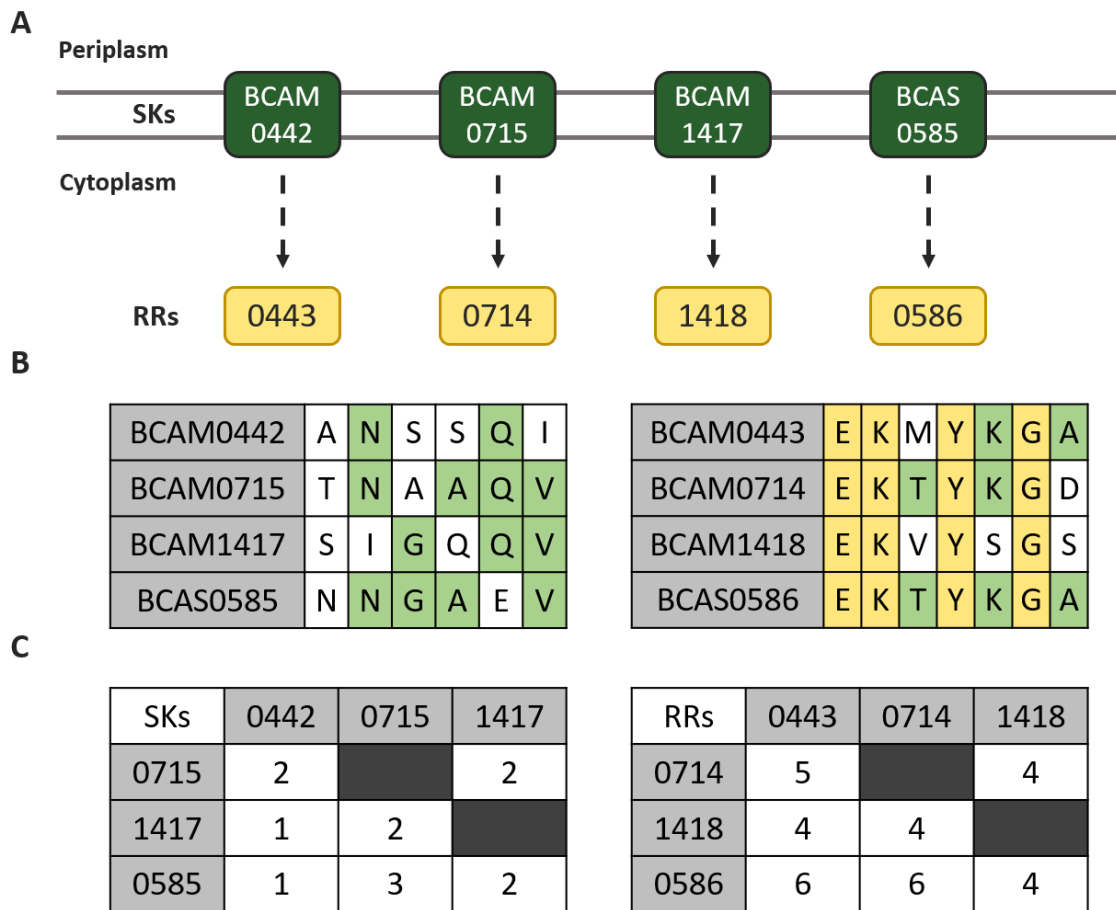 A
Periplasm
SKs
BCAM 0442
BCAM 0715
BCAM 1417
BCAS 0585
Cytoplasm
RRs
0443 0714 1418 0586
B
BCAM0442 A N S S Q I
BCAM0715 T N A A Q V
BCAM1417 S I G Q Q V
BCAS0585 N N G A E V
BCAM0443 E K M Y K G A
BCAM0714 E K T Y K G D
BCAM1418 E K V Y S G S
BCAS0586 E K T Y K G A
C
SKs 0442 0715 1417
0715 2 2
1417 1 2
0585 1 3 2
RRs 0443 0714 1418
0714 5 4
1418 4 4
0586 6 6 4